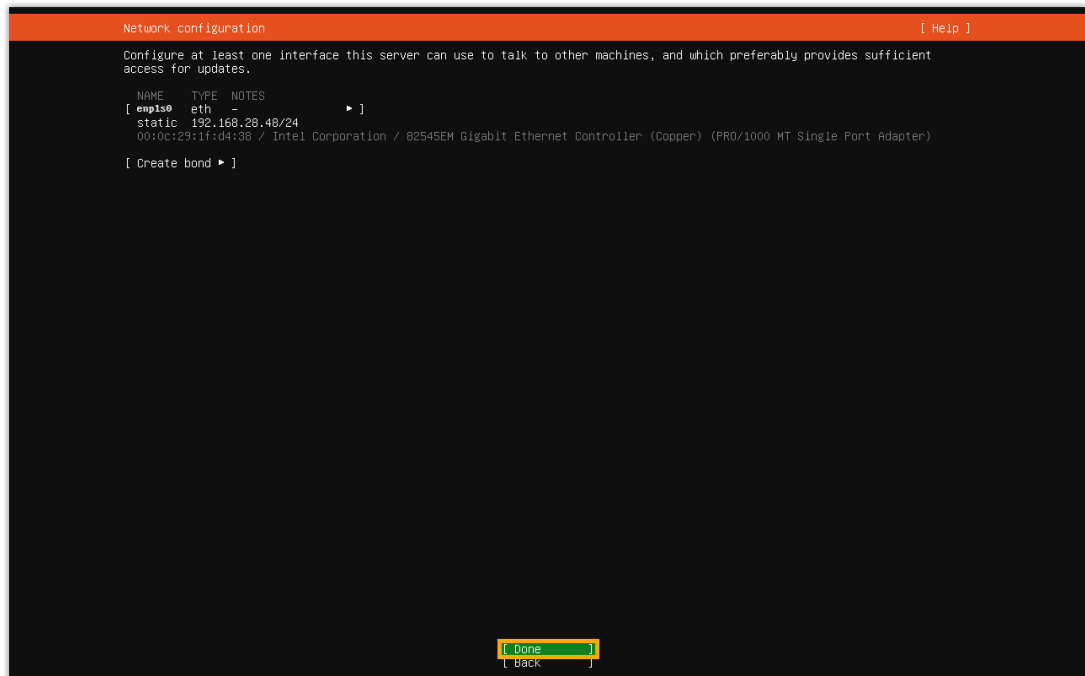 Network configuration [ Help ]
Configure at least one interface this server can use to talk to other machines, and which preferably provides sufficient
access for updates.
NAME TYPE NOTES
[ enp1s0 eth – ▸ ]
static 192.168.28.48/24
00:0c:29:1f:d4:38 / Intel Corporation / 82545EM Gigabit Ethernet Controller (Copper) (PRO/1000 MT Single Port Adapter)
[ Create bond ▸ ]
[ Done ]
[ Back ]